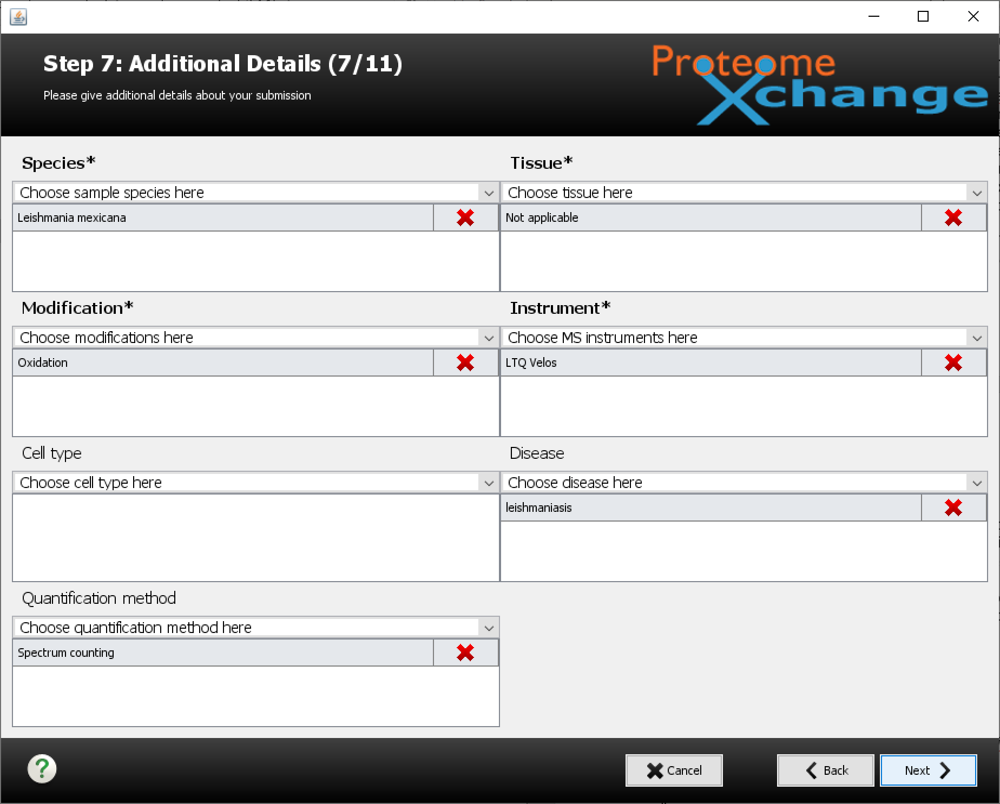 Step 7: Additional Details (7/11)
Please give additional details about your submission
Proteome
Xchange
Species*
Tissue*
Choose sample species here
Choose tissue here
Leishmania mexicana
Not applicable
Modification*
Instrument*
Choose modifications here
Choose MS instruments here
Oxidation
LTQ Velos
Cell type
Disease
Choose cell type here
Choose disease here
leishmaniasis
Quantification method
Choose quantification method here
Spectrum counting
?
Cancel
Back
Next